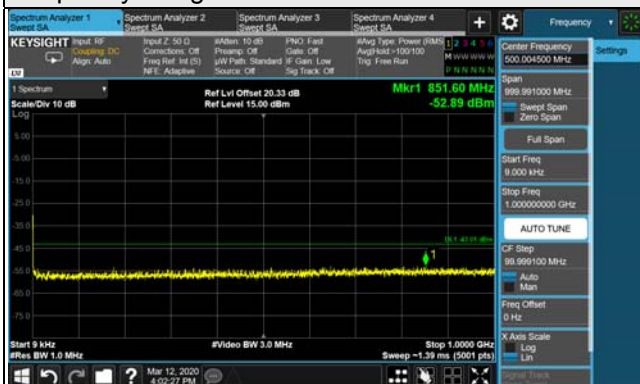 Spectrum Analyzer 1
Swept SA
Spectrum Analyzer 2
Swept SA
Spectrum Analyzer 3
Swept SA
Spectrum Analyzer 4
Swept SA
+
Frequency
KEYSIGHT
Input: RF
Coupling: DC
Align: Auto
Input Z: 50 Ω
Corrections: Off
Freq Ref: Int (S)
NFE: Adaptive
#Atten: 10 dB
Preamp: Off
µW Path: Standard
Source: Off
PNO: Fast
Gate: Off
IF Gain: Low
Sig Track: Off
#Avg Type: Power (RMS
Avg|Hold:>100/100
Trig: Free Run
1 2 3 4 5 6
M W W W W W
P N N N N N
LXI
1 Spectrum
Scale/Div 10 dB
Log
Ref Lvl Offset 20.33 dB
Ref Level 15.00 dBm
Mkr1 851.60 MHz
-52.89 dBm
5.00
-5.00
-15.0
-25.0
-35.0
-45.0
-55.0
-65.0
-75.0
DL1 -43.01 dBm
1
Start 9 kHz
#Res BW 1.0 MHz
#Video BW 3.0 MHz
Stop 1.0000 GHz
Sweep ~1.39 ms (5001 pts)
Center Frequency
500.004500 MHz
Settings
Span
999.991000 MHz
Swept Span
Zero Span
Full Span
Start Freq
9.000 kHz
Stop Freq
1.000000000 GHz
AUTO TUNE
CF Step
99.999100 MHz
Auto
Man
Freq Offset
0 Hz
X Axis Scale
Log
Lin
Signal Track
?
Mar 12, 2020
4:02:27 PM